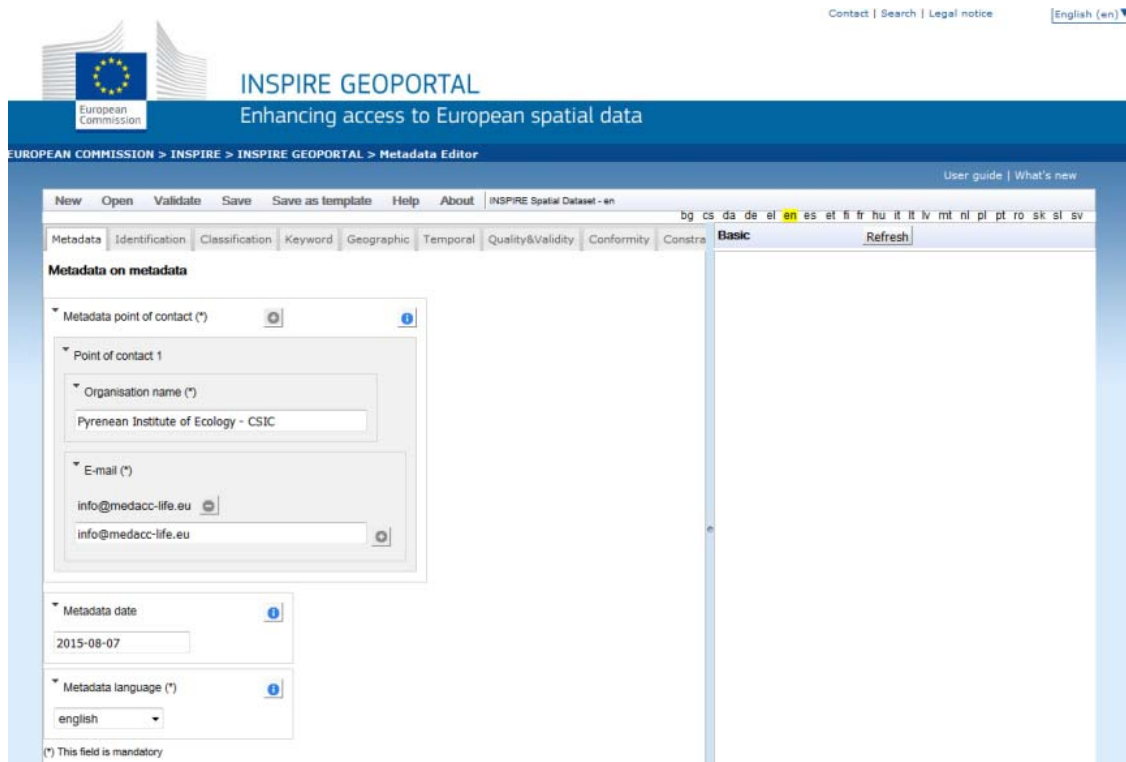 Contact | Search | Legal notice English (en)
European
Commission
INSPIRE GEOPORTAL
Enhancing access to European spatial data
EUROPEAN COMMISSION > INSPIRE > INSPIRE GEOPORTAL > Metadata Editor
User guide | What's new
New Open Validate Save Save as template Help About INSPIRE Spatial Dataset - en
bg cs da de el en es et fi fr hu it lt lv mt nl pl pt ro sk sl sv
Metadata Identification Classification Keyword Geographic Temporal Quality&Validity Conformity Constra Basic Refresh
Metadata on metadata
Metadata point of contact (*)
Point of contact 1
Organisation name (*)
Pyrenean Institute of Ecology - CSIC
E-mail (*)
info@medacc-life.eu
info@medacc-life.eu
Metadata date
2015-08-07
Metadata language (*)
english
(*) This field is mandatory